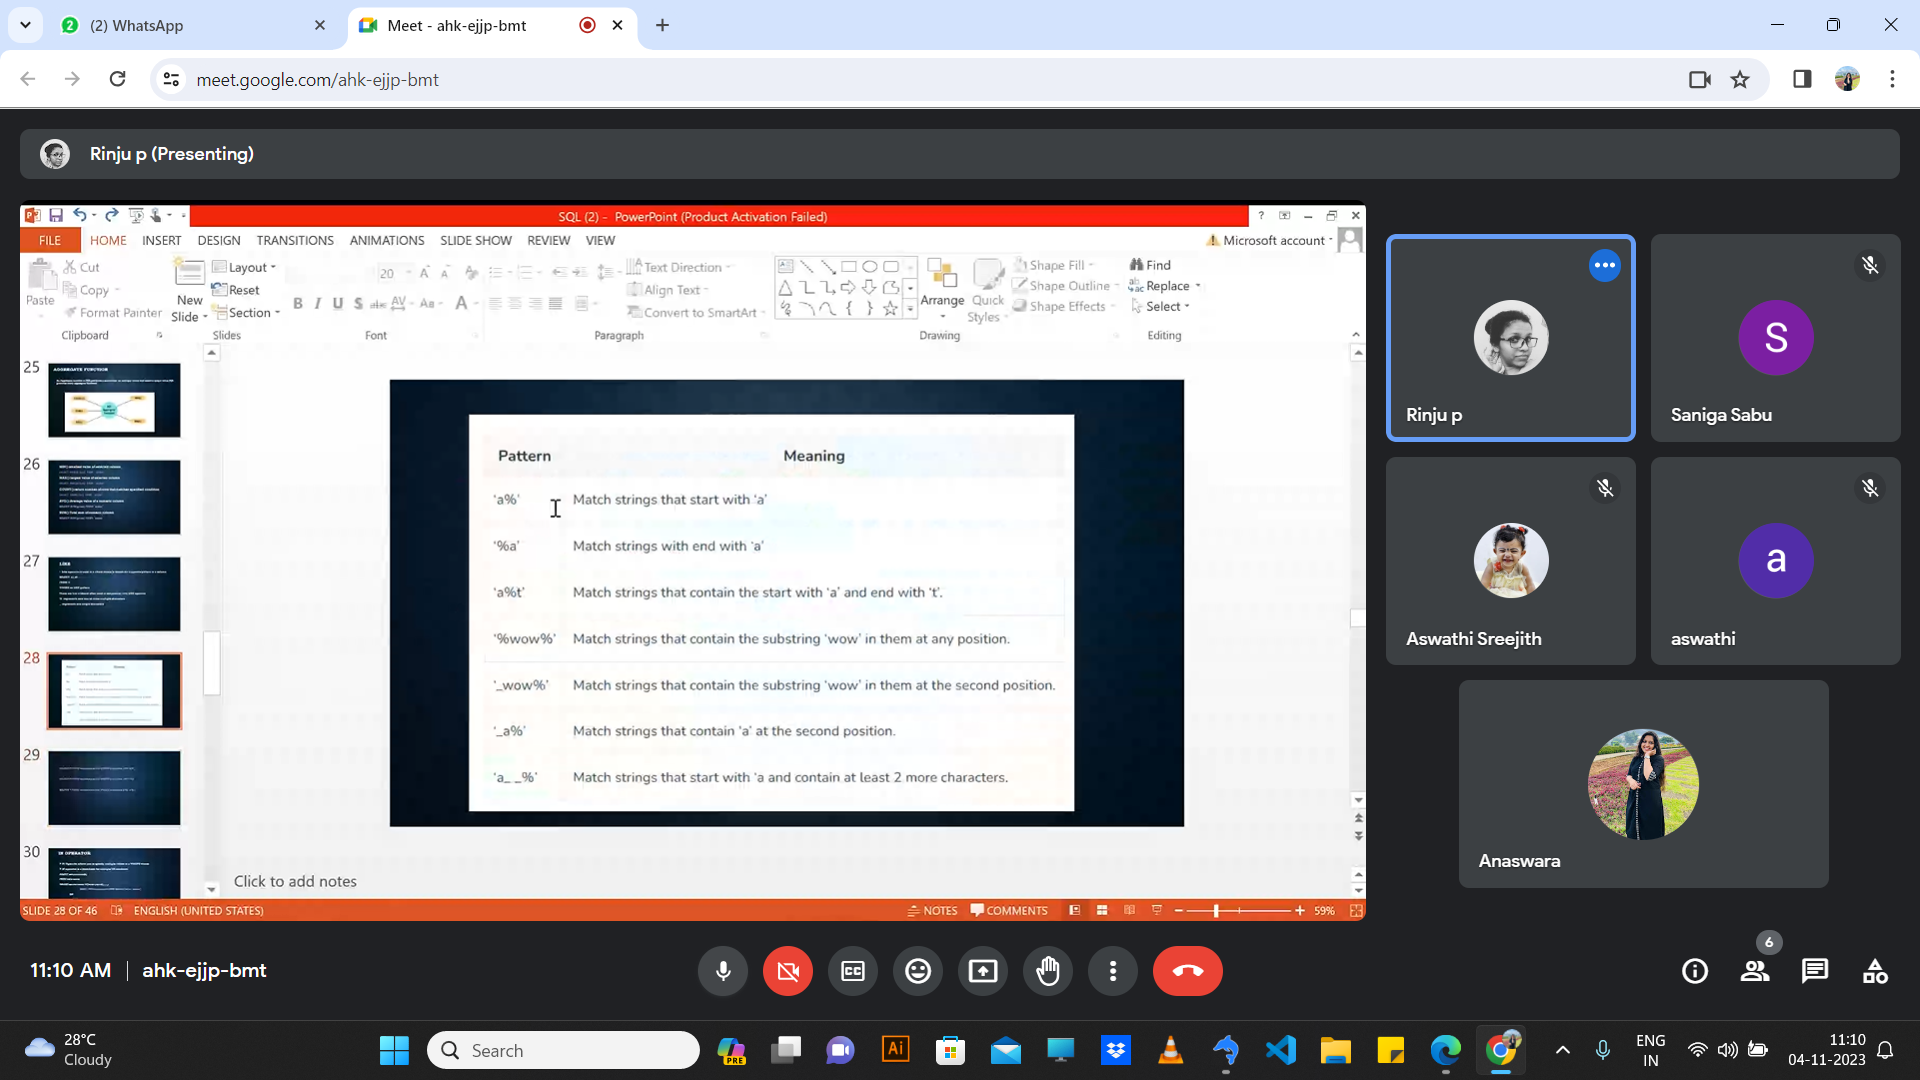 (2) WhatsApp
Meet - ahk-ejjp-bmt
meet.google.com/ahk-ejjp-bmt
Rinju p (Presenting)
SQL (2) - PowerPoint (Product Activation Failed)
FILE HOME INSERT DESIGN TRANSITIONS ANIMATIONS SLIDE SHOW REVIEW VIEW
Microsoft account
Paste
Cut
Copy
Format Painter
Clipboard
New Slide
Layout
Reset
Section
Slides
20
Font
Text Direction
Align Text
Convert to SmartArt
Paragraph
Arrange
Quick Styles
Shape Fill
Shape Outline
Shape Effects
Drawing
Find
Replace
Select
Editing
25
AGGREGATE FUNCTION
26
27
LIKE
28
29
30
IN OPERATOR
Pattern Meaning
'a%' Match strings that start with 'a'
'%a' Match strings with end with 'a'
'a%t' Match strings that contain the start with 'a' and end with 't'.
'%wow%' Match strings that contain the substring 'wow' in them at any position.
'_wow%' Match strings that contain the substring 'wow' in them at the second position.
'_a%' Match strings that contain 'a' at the second position.
'a_ _%' Match strings that start with 'a and contain at least 2 more characters.
Click to add notes
SLIDE 28 OF 46 ENGLISH (UNITED STATES)
NOTES COMMENTS 59%
Rinju p
S
Saniga Sabu
Aswathi Sreejith
a
aswathi
Anaswara
11:10 AM | ahk-ejjp-bmt
6
28°C
Cloudy
Search
PRE
Ai
ENG
IN
11:10
04-11-2023